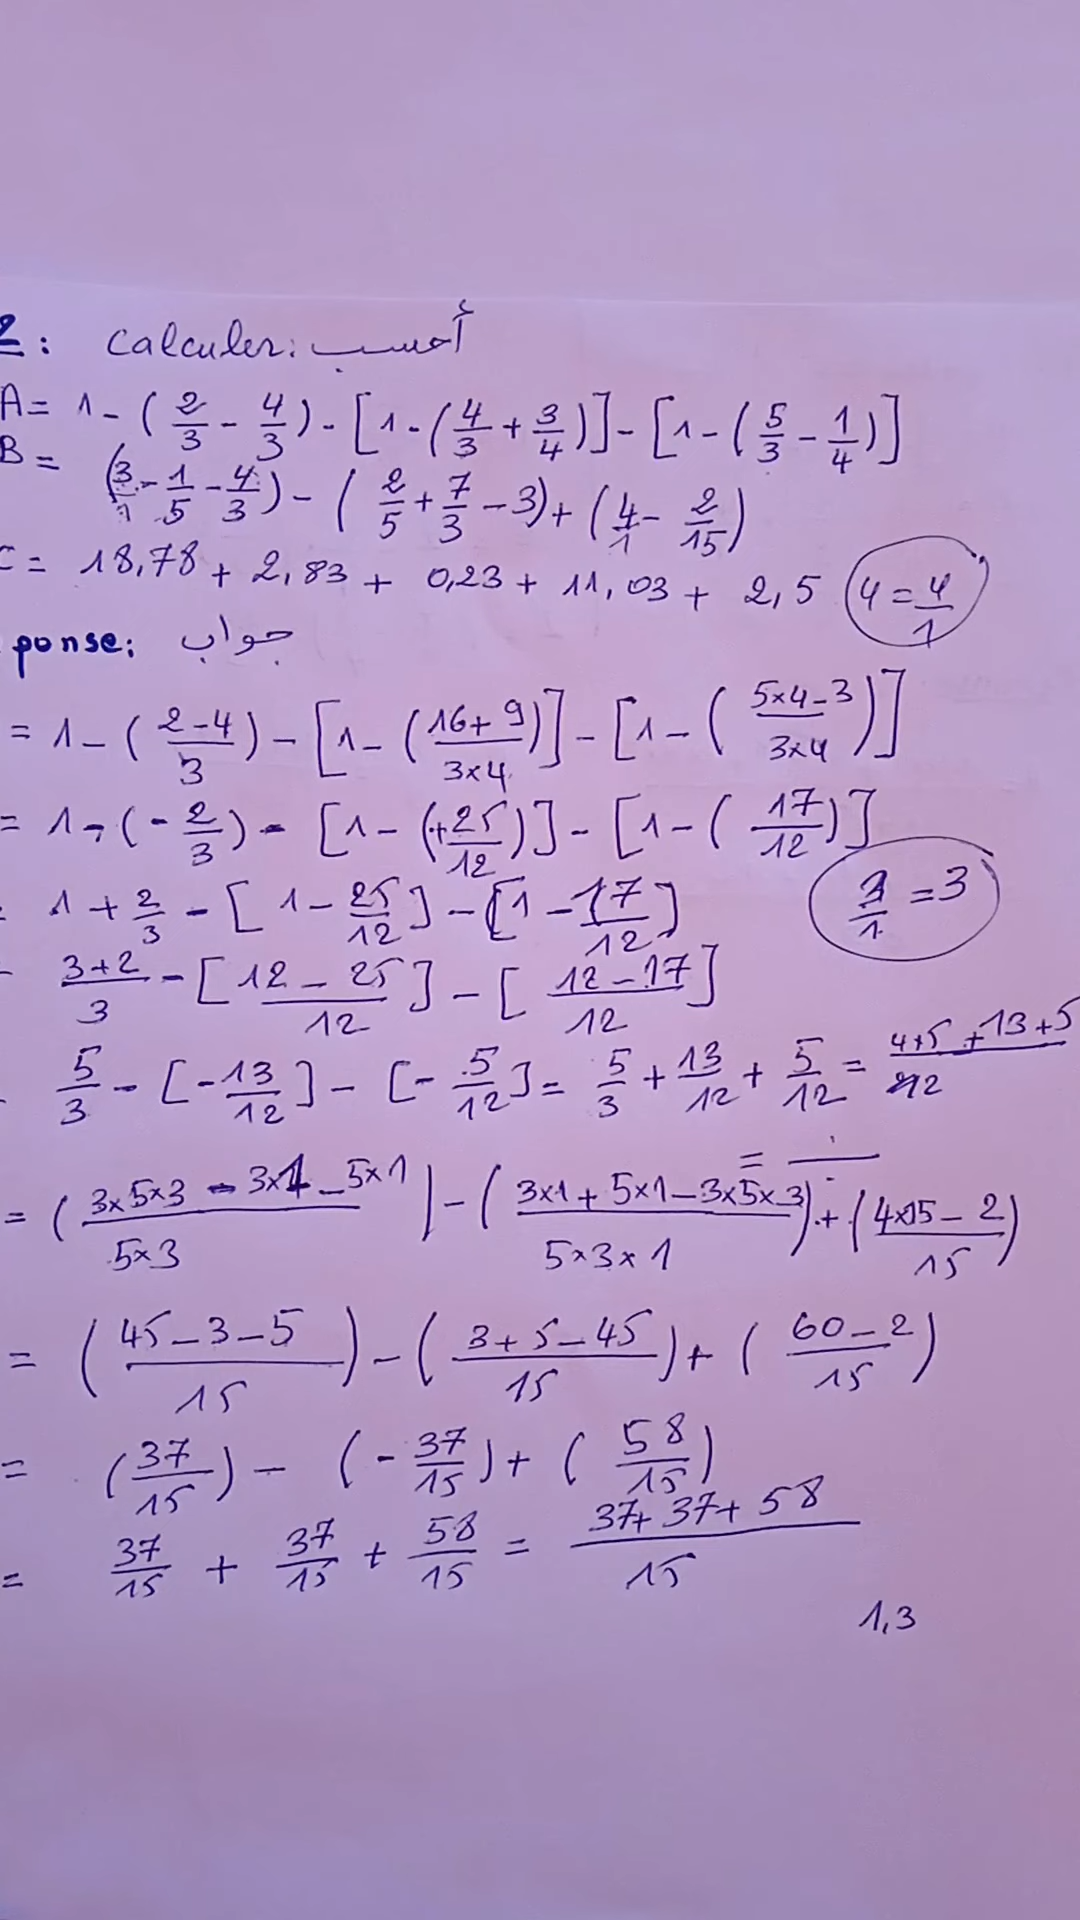 2: Calculer: أحسب
A= 1-(2/3 - 4/3) - [1-(4/3 + 3/4)] - [1-(5/3 - 1/4)]
B= (3/1 - 1/5 - 4/3) - (2/5 + 7/3 - 3) + (4/1 - 2/15)
C= 18,78 + 2,83 + 0,23 + 11,03 + 2,5 (4 = 4/1)
ponse: جواب
= 1-((2-4)/3) - [1-((16+9)/(3×4))] - [1-((5×4-3)/(3×4))]
= 1-(-2/3) - [1-(+25/12)] - [1-(17/12)]
= 1+2/3 - [1-25/12] - [1-17/12] (3/1 = 3)
(3+2)/3 - [(12-25)/12] - [(12-17)/12]
5/3 - [-13/12] - [-5/12] = 5/3 + 13/12 + 5/12 = (4×5+13+5)/12
=
= ((3×5×3 - 3×1 - 5×1)/(5×3)) - ((3×1+5×1-3×5×3)/(5×3×1)) + ((4×15-2)/15)
= ((45-3-5)/15) - ((3+5-45)/15) + ((60-2)/15)
= (37/15) - (-37/15) + (58/15)
= 37/15 + 37/15 + 58/15 = (37+37+58)/15
1,3